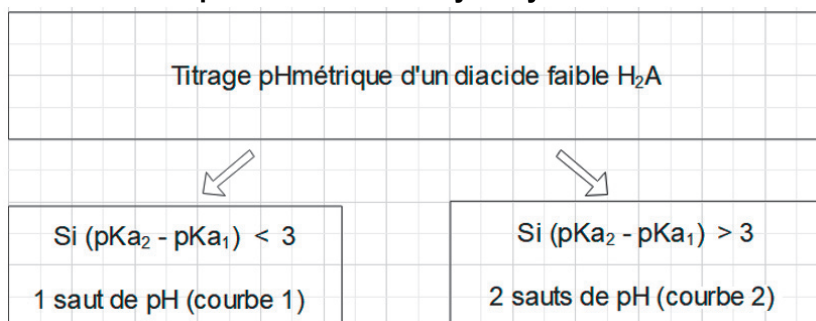 Titrage pHmétrique d'un diacide faible H₂A
Si (pKa₂ - pKa₁) < 3
1 saut de pH (courbe 1)
Si (pKa₂ - pKa₁) > 3
2 sauts de pH (courbe 2)